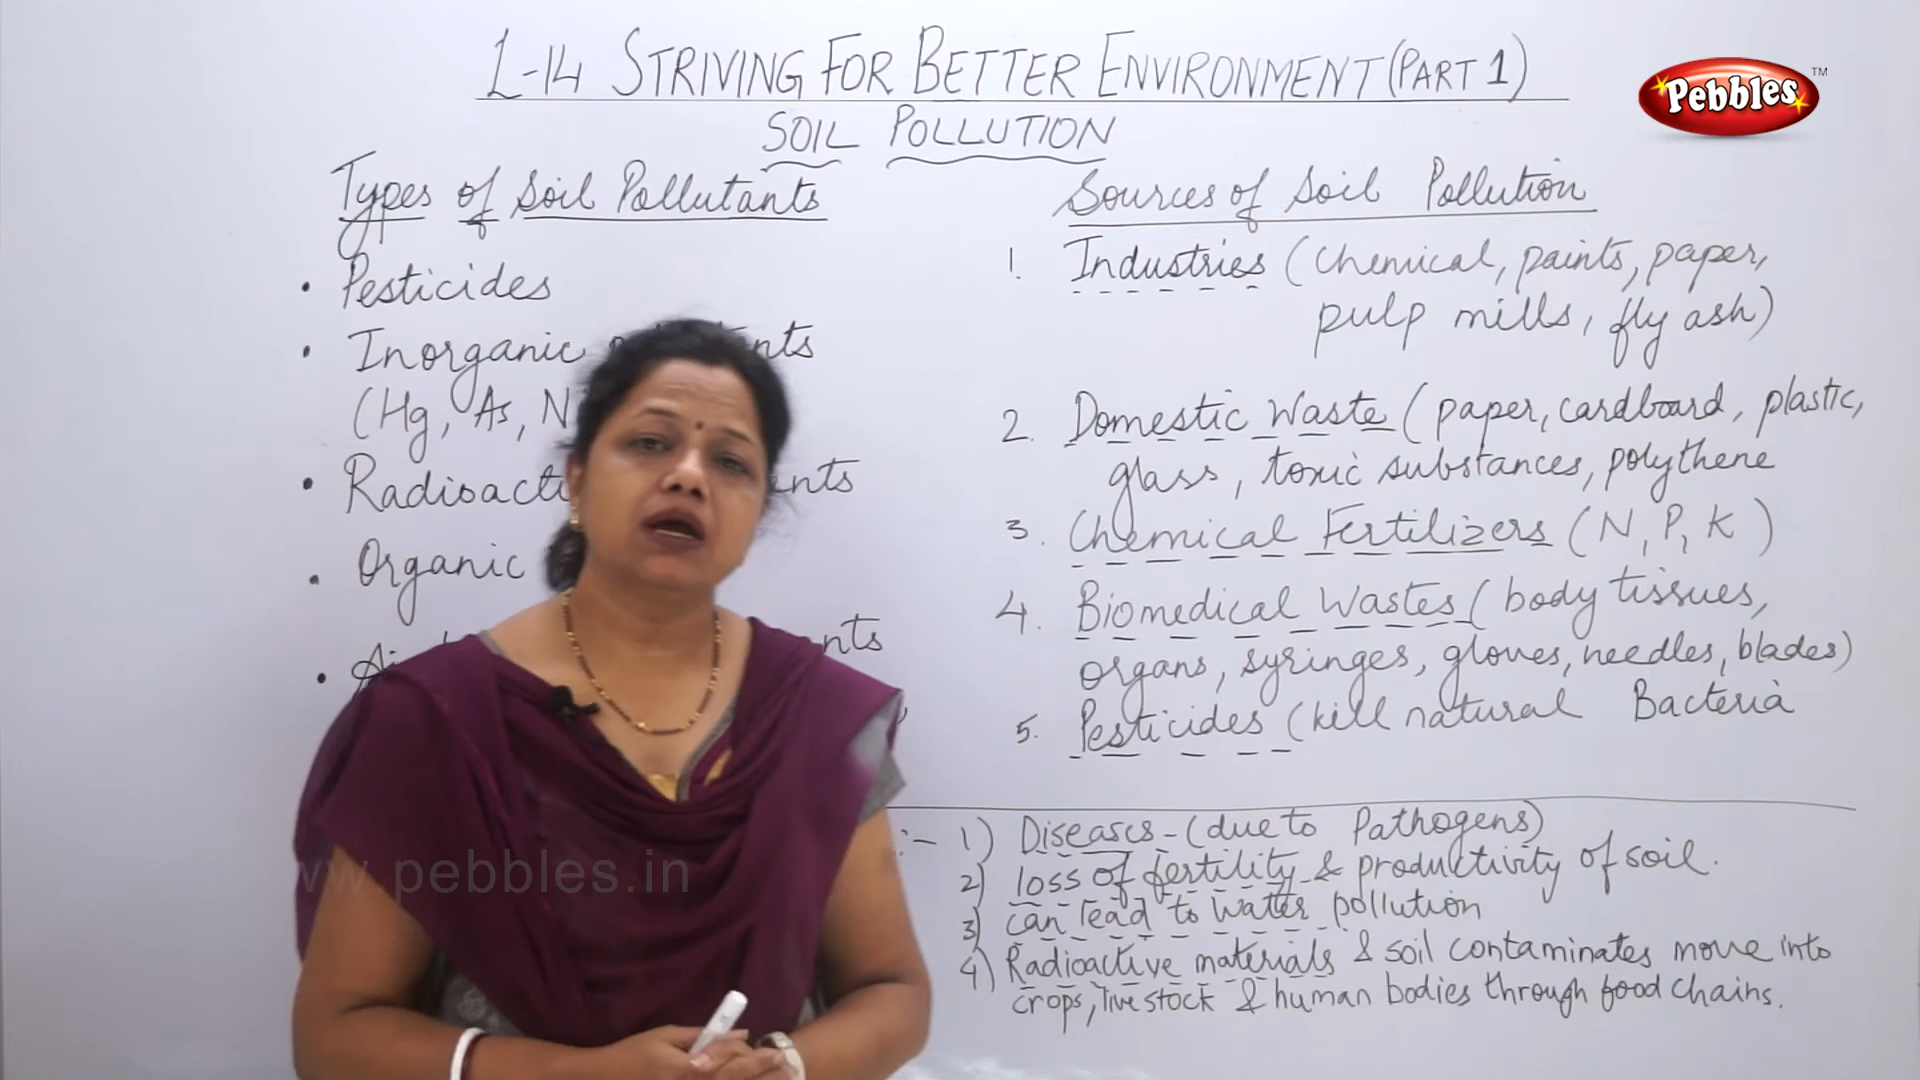 L-14 STRIVING FOR BETTER ENVIRONMENT (PART 1)
Pebbles TM
SOIL POLLUTION
Types of Soil Pollutants
• Pesticides
• Inorganic
(Hg, As,
•
• Organic
•
Sources of Soil Pollution
1. Industries (Chemical, paints, paper,
pulp mills, fly ash)
2. Domestic Waste (paper, cardboard, plastic,
glass, toxic substances, polythene
3. Chemical Fertilizers (N, P, K)
4. Biomedical Wastes (body tissues,
organs, syringes, gloves, needles, blades)
5. Pesticides (kill natural Bacteria
:- 1) Diseases - (due to Pathogens)
2) loss of fertility & productivity of soil.
3) can lead to water pollution
4) Radioactive materials & soil contaminates move into
crops, live stock & human bodies through food chains.
www.pebbles.in